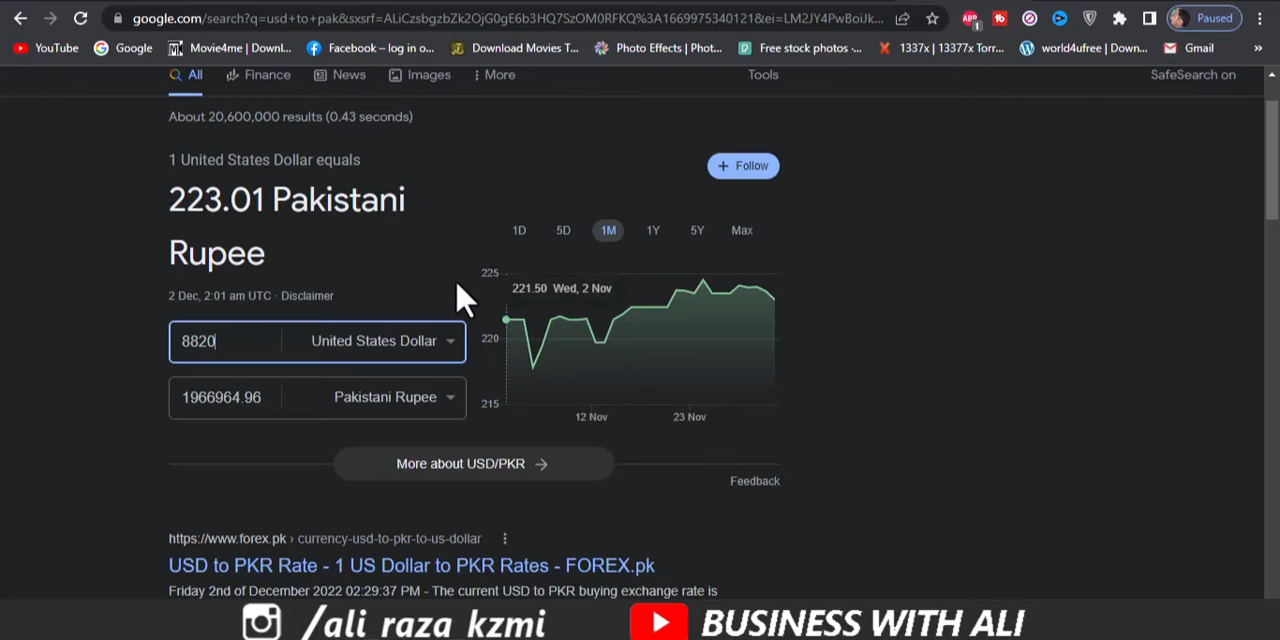 google.com/search?q=usd+to+pak&sxsrf=ALiCzsbgzbZk2OjG0gE6b3HQ7SzOM0RFKQ%3A1669975340121&ei=LM2JY4PwBoiJk... Paused
YouTube Google Movie4me | Downl... Facebook – log in o... Download Movies T... Photo Effects | Phot... Free stock photos ·... 1337x | 13377x Torr... world4ufree | Down... Gmail »
All Finance News Images More Tools SafeSearch on
About 20,600,000 results (0.43 seconds)
1 United States Dollar equals
+ Follow
223.01 Pakistani
Rupee
1D 5D 1M 1Y 5Y Max
2 Dec, 2:01 am UTC · Disclaimer
225
221.50 Wed, 2 Nov
220
215
12 Nov 23 Nov
8820 United States Dollar
1966964.96 Pakistani Rupee
More about USD/PKR
Feedback
https://www.forex.pk › currency-usd-to-pkr-to-us-dollar
USD to PKR Rate - 1 US Dollar to PKR Rates - FOREX.pk
Friday 2nd of December 2022 02:29:37 PM - The current USD to PKR buying exchange rate is
/ali raza kzmi BUSINESS WITH ALI